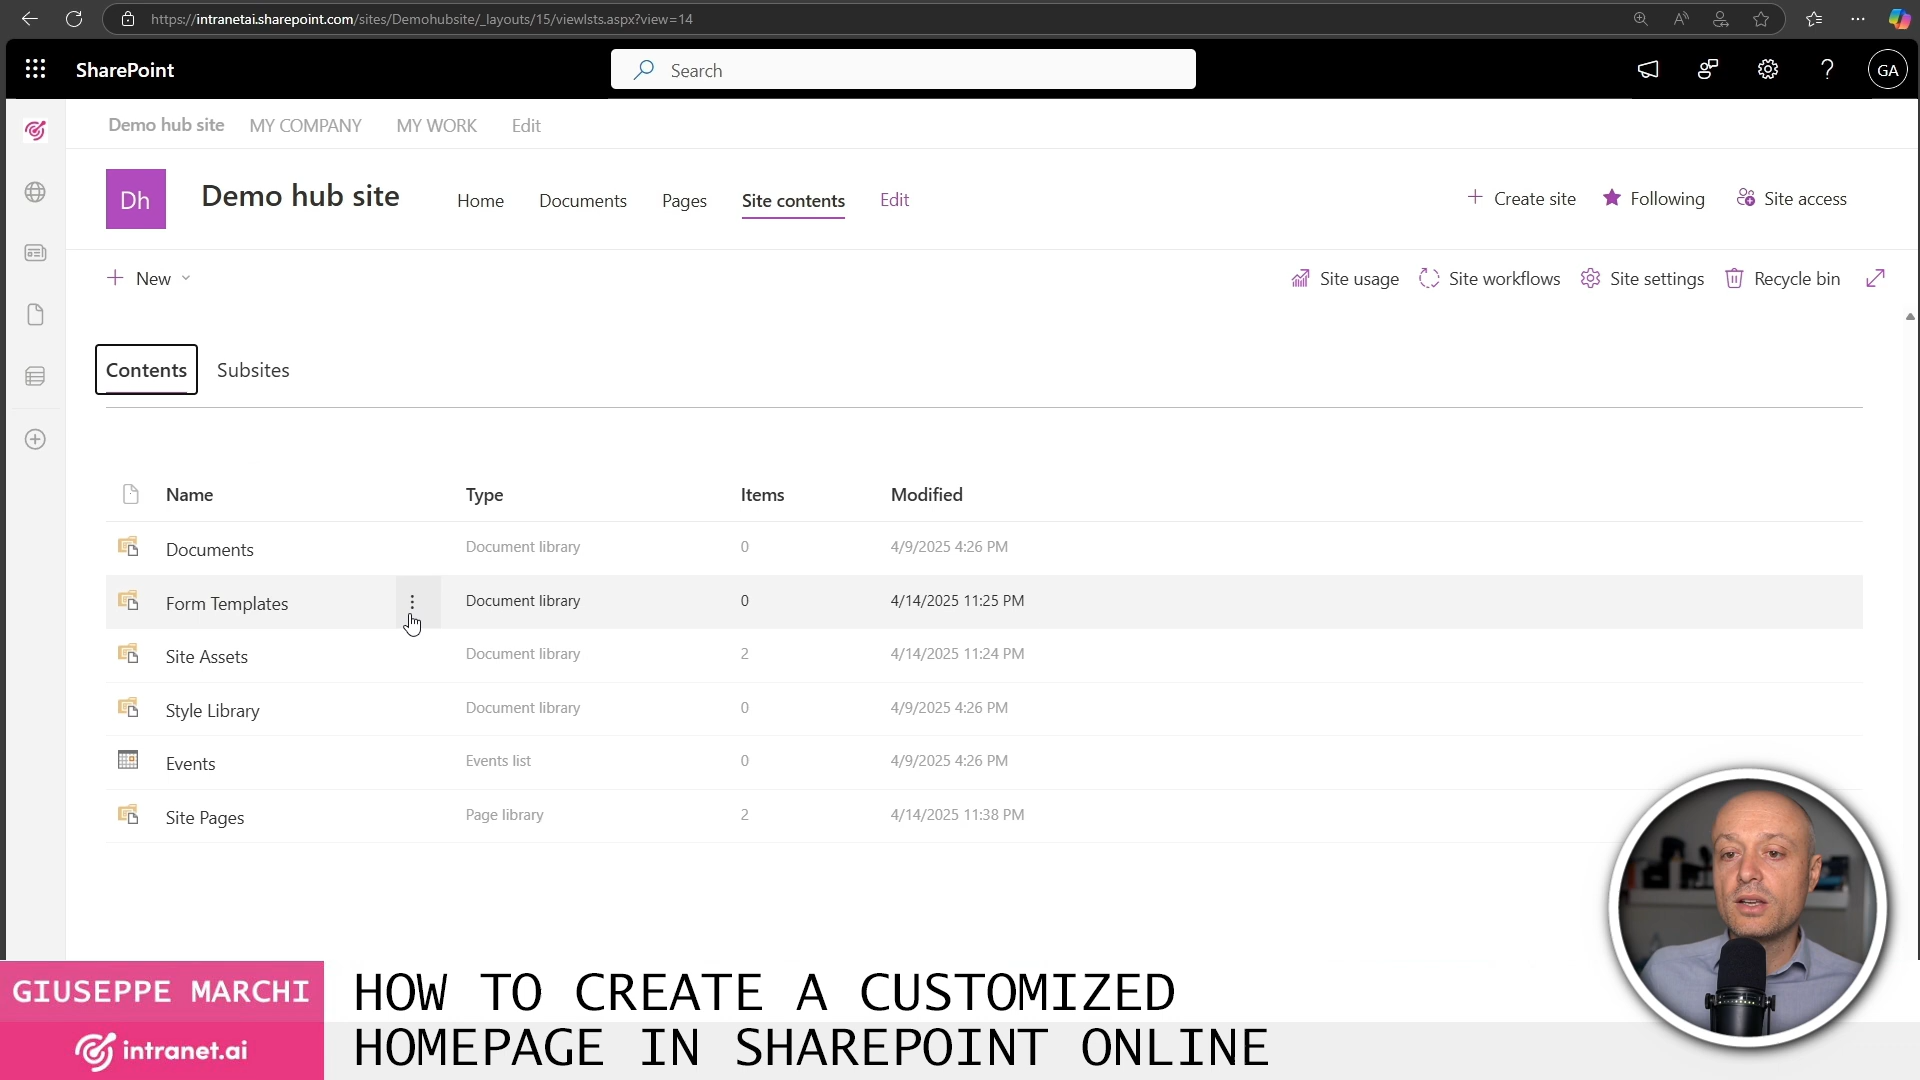 https://intranetai.sharepoint.com/sites/Demohubsite/_layouts/15/viewlsts.aspx?view=14
SharePoint
Search
GA
Demo hub site MY COMPANY MY WORK Edit
Dh
Demo hub site
Home Documents Pages Site contents Edit
Create site Following Site access
New
Site usage Site workflows Site settings Recycle bin
Contents Subsites
Name Type Items Modified
Documents Document library 0 4/9/2025 4:26 PM
Form Templates Document library 0 4/14/2025 11:25 PM
Site Assets Document library 2 4/14/2025 11:24 PM
Style Library Document library 0 4/9/2025 4:26 PM
Events Events list 0 4/9/2025 4:26 PM
Site Pages Page library 2 4/14/2025 11:38 PM
GIUSEPPE MARCHI
intranet.ai
HOW TO CREATE A CUSTOMIZED
HOMEPAGE IN SHAREPOINT ONLINE